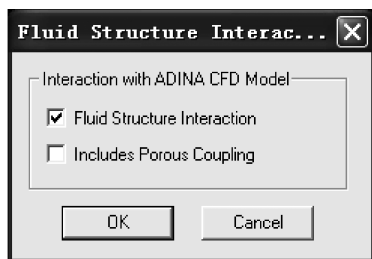 Fluid Structure Interac...
Interaction with ADINA CFD Model
Fluid Structure Interaction
Includes Porous Coupling
OK Cancel